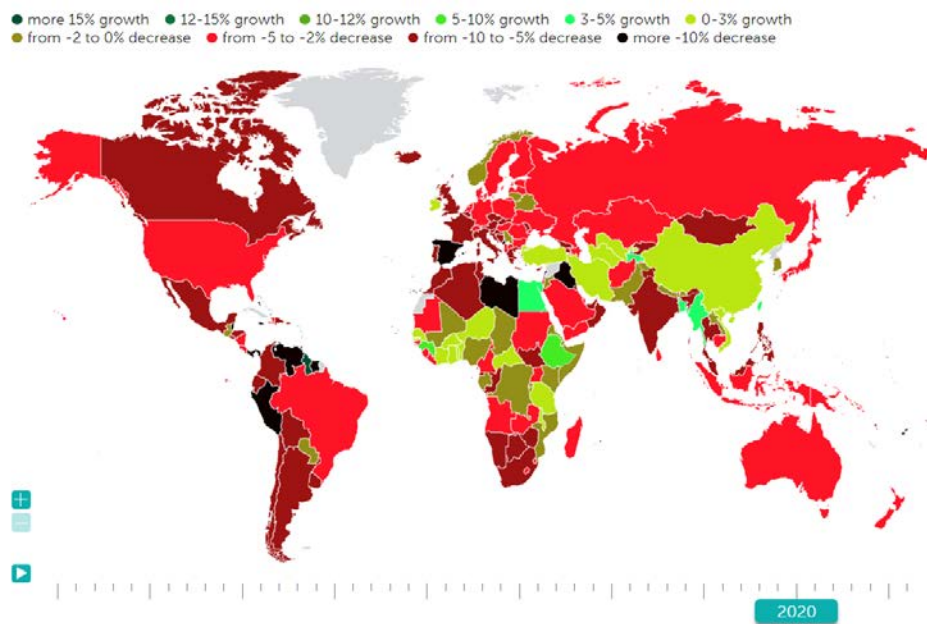 more 15% growth 12-15% growth 10-12% growth 5-10% growth 3-5% growth 0-3% growth
from -2 to 0% decrease from -5 to -2% decrease from -10 to -5% decrease more -10% decrease
2020